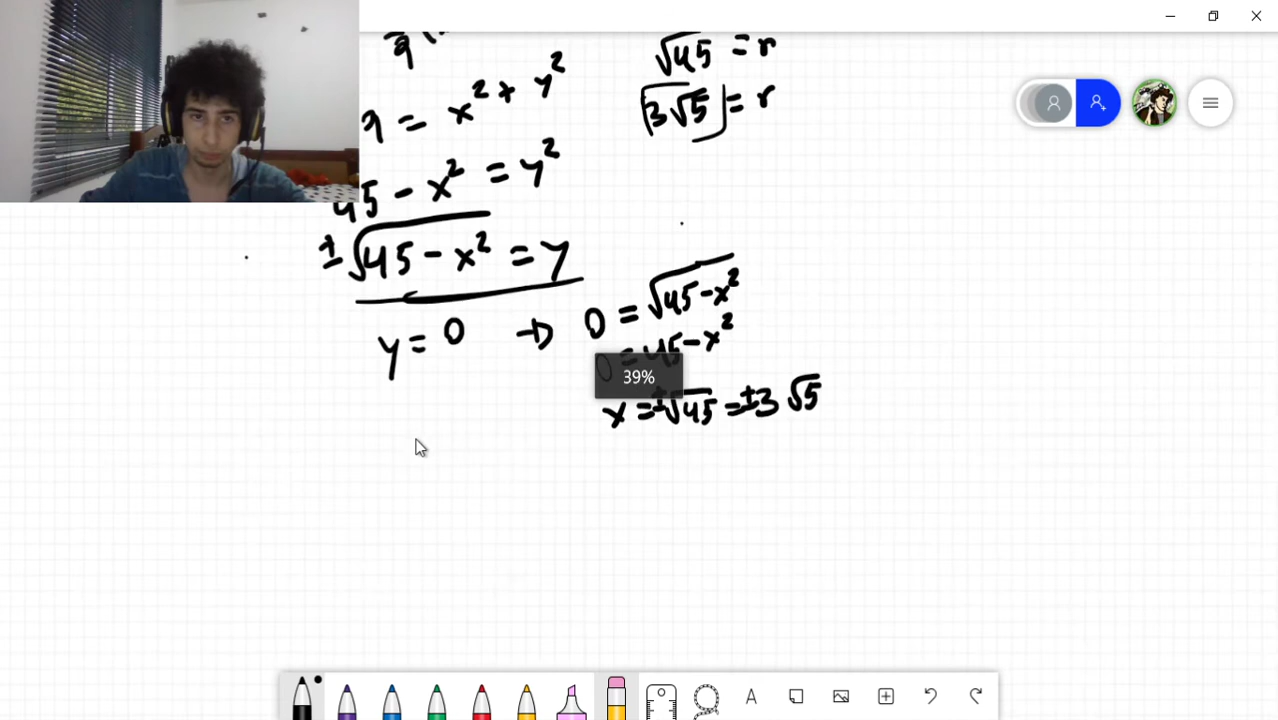 √45 = r
9 = x² + y²
3√5 = r
45 - x² = y²
±√45 - x² = y
y = 0 → 0 = √45 - x²
0 = 45 - x²
39%
x = ±√45 = ±3√5
A